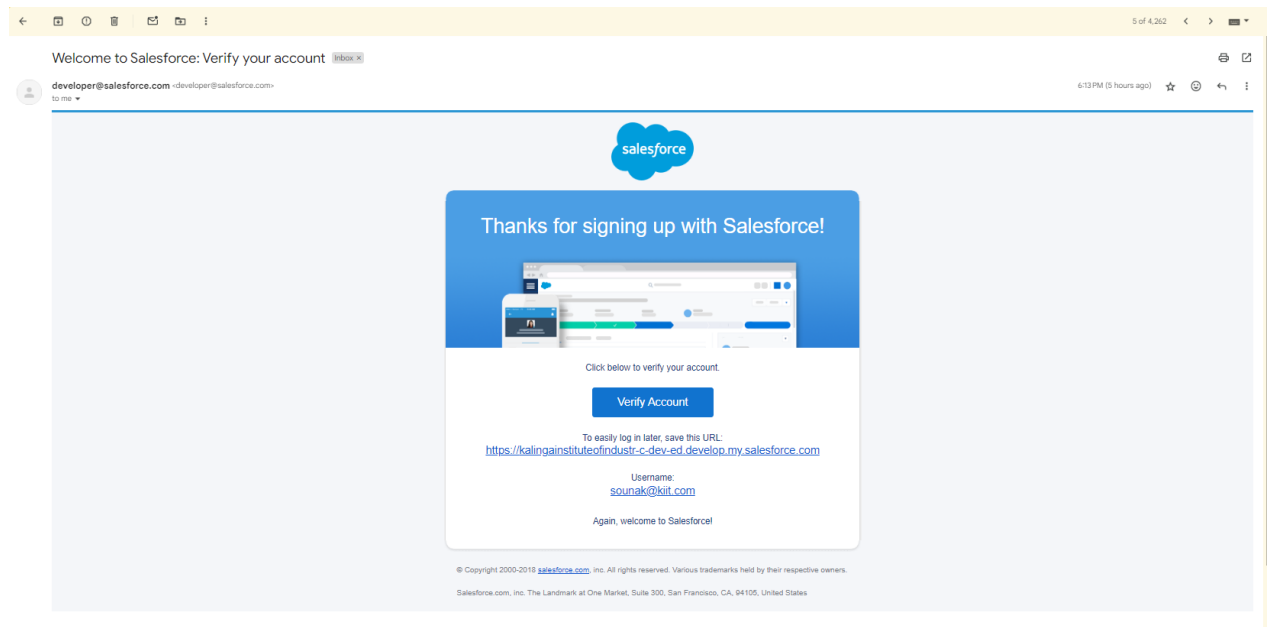 5 of 4,262
Welcome to Salesforce: Verify your account Inbox ×
developer@salesforce.com <developer@salesforce.com>
6:13 PM (5 hours ago)
to me
salesforce
Thanks for signing up with Salesforce!
Click below to verify your account.
Verify Account
To easily log in later, save this URL:
https://kalingainstituteofindustr-c-dev-ed.develop.my.salesforce.com
Username:
sounak@kiit.com
Again, welcome to Salesforce!
© Copyright 2000-2018 salesforce.com, inc. All rights reserved. Various trademarks held by their respective owners.
Salesforce.com, inc. The Landmark at One Market, Suite 300, San Francisco, CA, 94105, United States